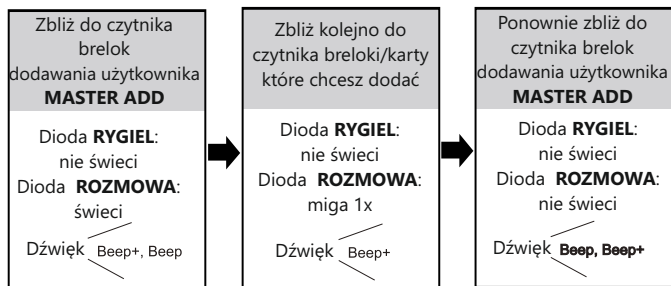 Zbliż do czytnika
brelok
dodawania użytkownika
MASTER ADD
Dioda RYGIEL:
nie świeci
Dioda ROZMOWA:
świeci
Dźwięk Beep+, Beep
Zbliż kolejno do
czytnika breloki/karty
które chcesz dodać
Dioda RYGIEL:
nie świeci
Dioda ROZMOWA:
miga 1x
Dźwięk Beep+
Ponownie zbliż do
czytnika brelok
dodawania użytkownika
MASTER ADD
Dioda RYGIEL:
nie świeci
Dioda ROZMOWA:
nie świeci
Dźwięk Beep, Beep+